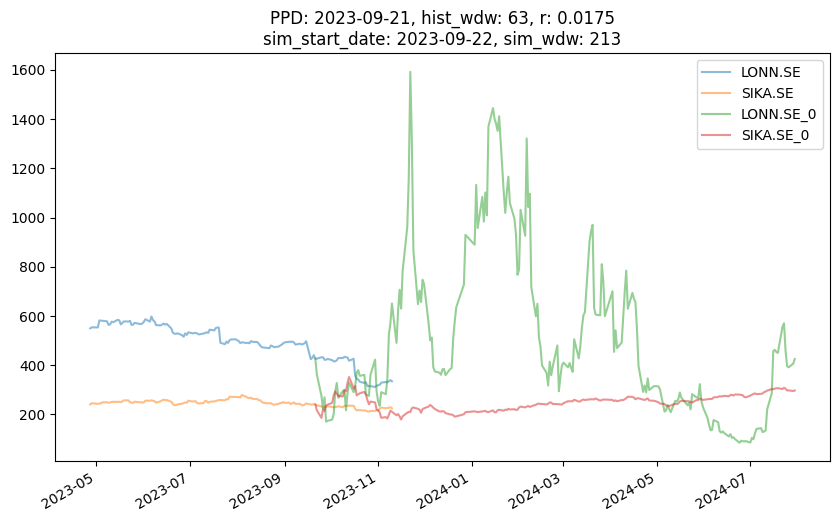 PPD: 2023-09-21, hist_wdw: 63, r: 0.0175
sim_start_date: 2023-09-22, sim_wdw: 213
LONN.SE
SIKA.SE
LONN.SE_0
SIKA.SE_0
1600
1400
1200
1000
800
600
400
200
2023-05
2023-07
2023-09
2023-11
2024-01
2024-03
2024-05
2024-07